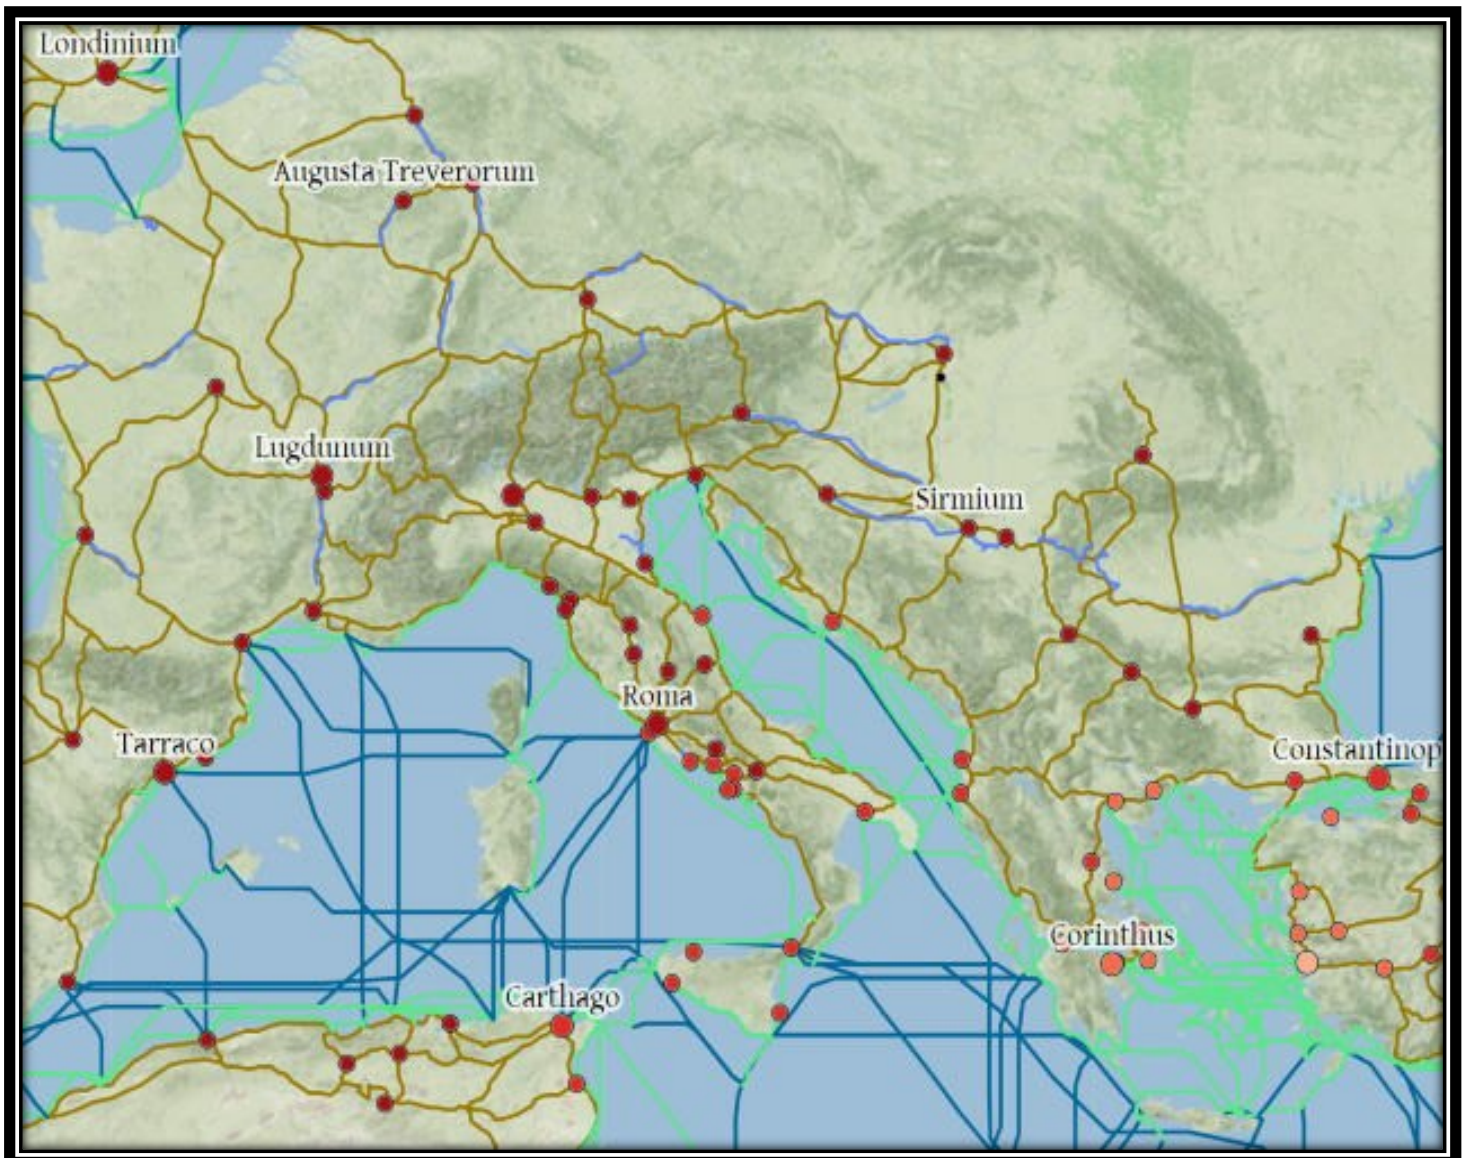 Londinium
Augusta Treverorum
Lugdunum
Sirmium
Roma
Tarraco
Constantinop
Corinthus
Carthago